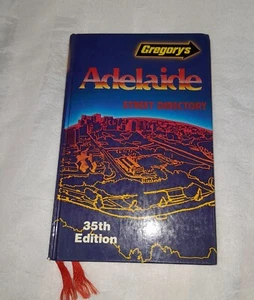 Gregory's
Adelaide
STREET DIRECTORY
35th
Edition